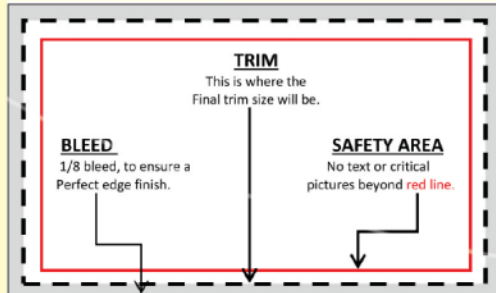 TRIM
This is where the
Final trim size will be.
BLEED
1/8 bleed, to ensure a
Perfect edge finish.
SAFETY AREA
No text or critical
pictures beyond red line.